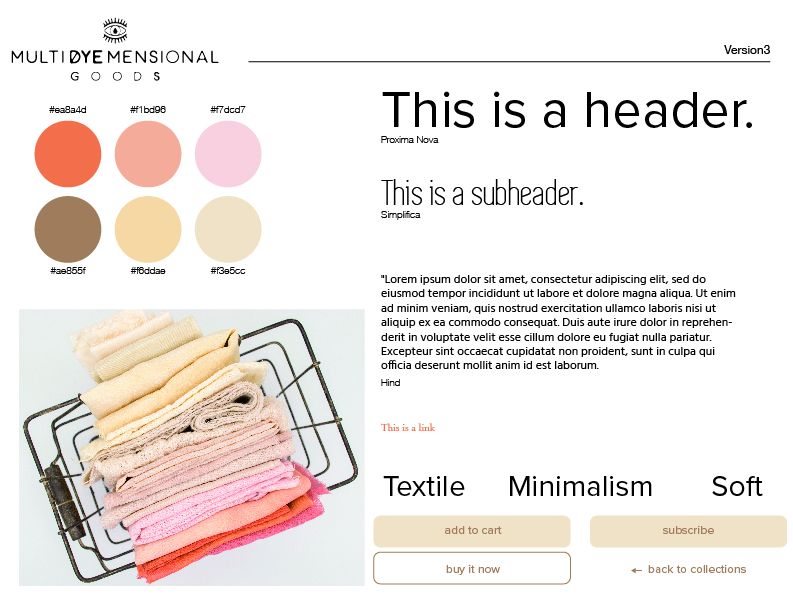 MULTIDYEMENSIONAL
GOODS
Version3
#ea8a4d #f1bd96 #f7dcd7
#ae855f #f6ddae #f3e5cc
This is a header.
Proxima Nova
This is a subheader.
Simplifica
"Lorem ipsum dolor sit amet, consectetur adipiscing elit, sed do
eiusmod tempor incididunt ut labore et dolore magna aliqua. Ut enim
ad minim veniam, quis nostrud exercitation ullamco laboris nisi ut
aliquip ex ea commodo consequat. Duis aute irure dolor in reprehen-
derit in voluptate velit esse cillum dolore eu fugiat nulla pariatur.
Excepteur sint occaecat cupidatat non proident, sunt in culpa qui
officia deserunt mollit anim id est laborum.
Hind
This is a link
Textile Minimalism Soft
add to cart subscribe
buy it now ← back to collections